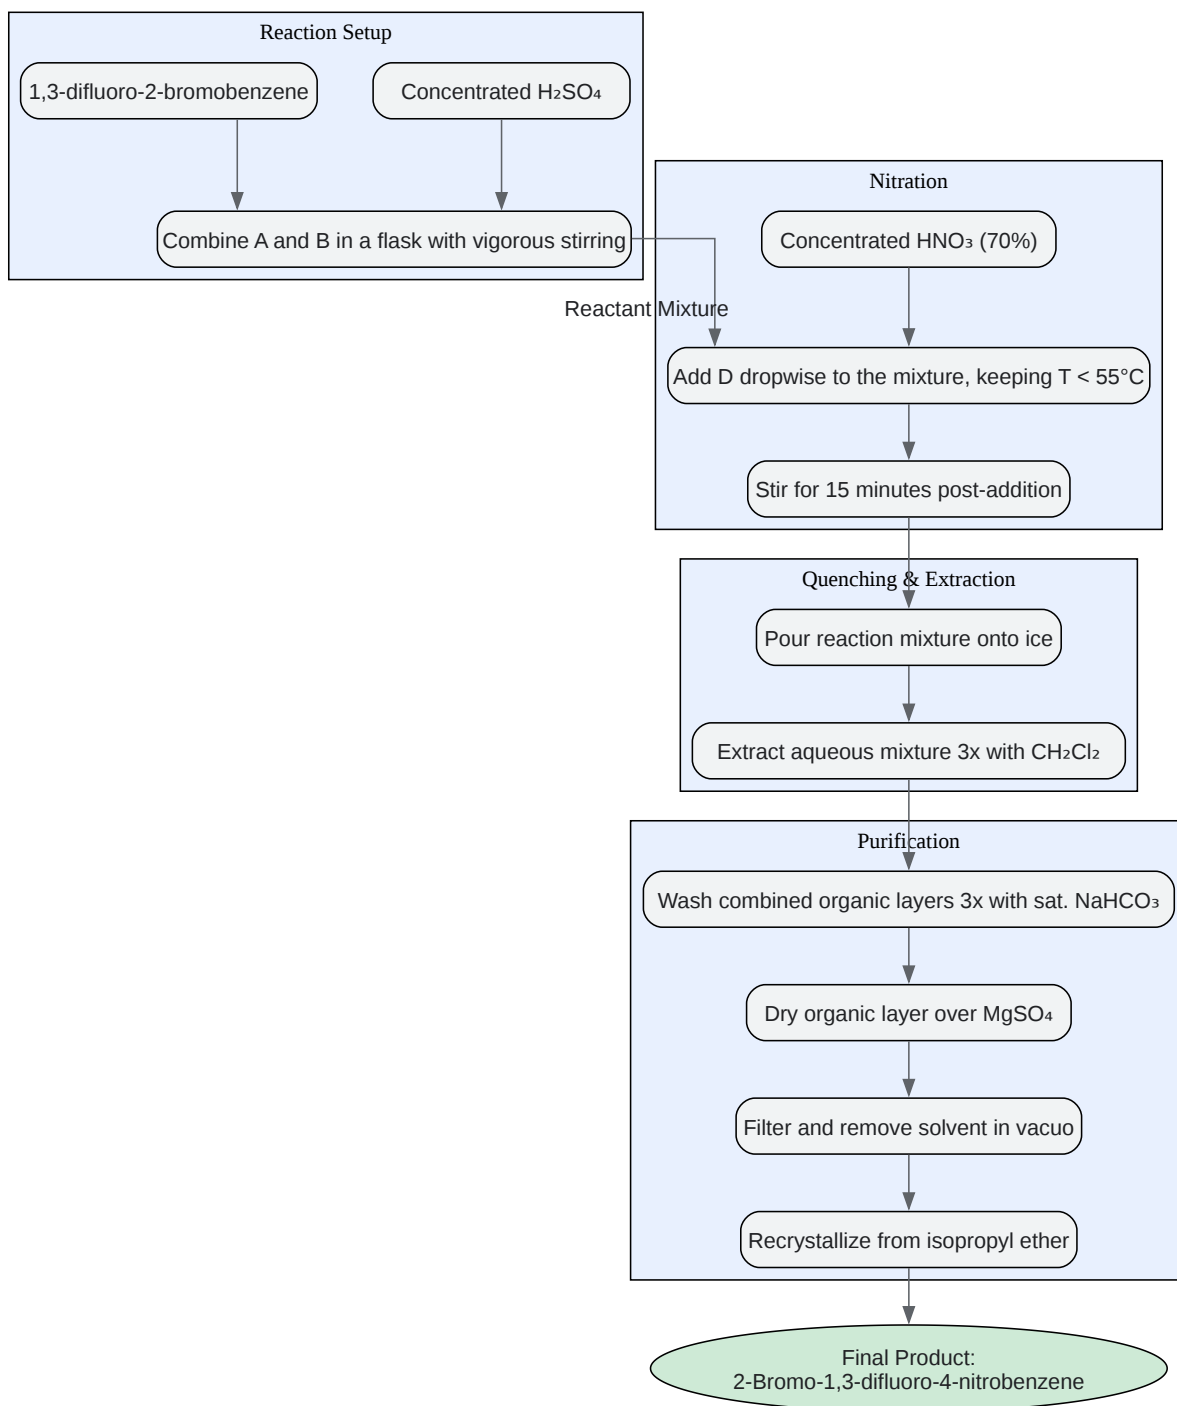 Reaction Setup
1,3-difluoro-2-bromobenzene
Concentrated H₂SO₄
Combine A and B in a flask with vigorous stirring
Reactant Mixture
Nitration
Concentrated HNO₃ (70%)
Add D dropwise to the mixture, keeping T < 55°C
Stir for 15 minutes post-addition
Quenching & Extraction
Pour reaction mixture onto ice
Extract aqueous mixture 3x with CH₂Cl₂
Purification
Wash combined organic layers 3x with sat. NaHCO₃
Dry organic layer over MgSO₄
Filter and remove solvent in vacuo
Recrystallize from isopropyl ether
Final Product:
2-Bromo-1,3-difluoro-4-nitrobenzene